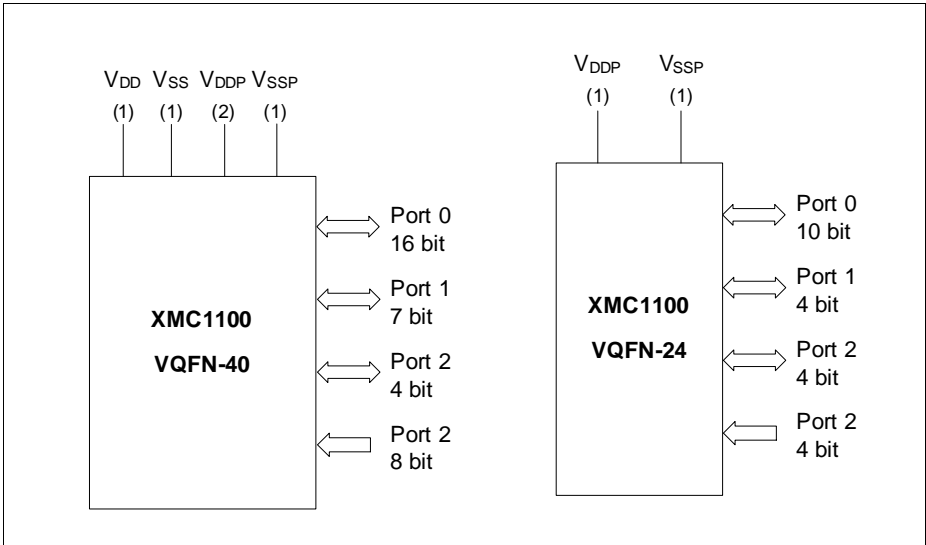 VDD VSS VDDP VSSP
(1) (1) (2) (1)
Port 0
16 bit
Port 1
7 bit
XMC1100
VQFN-40
Port 2
4 bit
Port 2
8 bit
VDDP VSSP
(1) (1)
Port 0
10 bit
Port 1
4 bit
XMC1100
VQFN-24
Port 2
4 bit
Port 2
4 bit